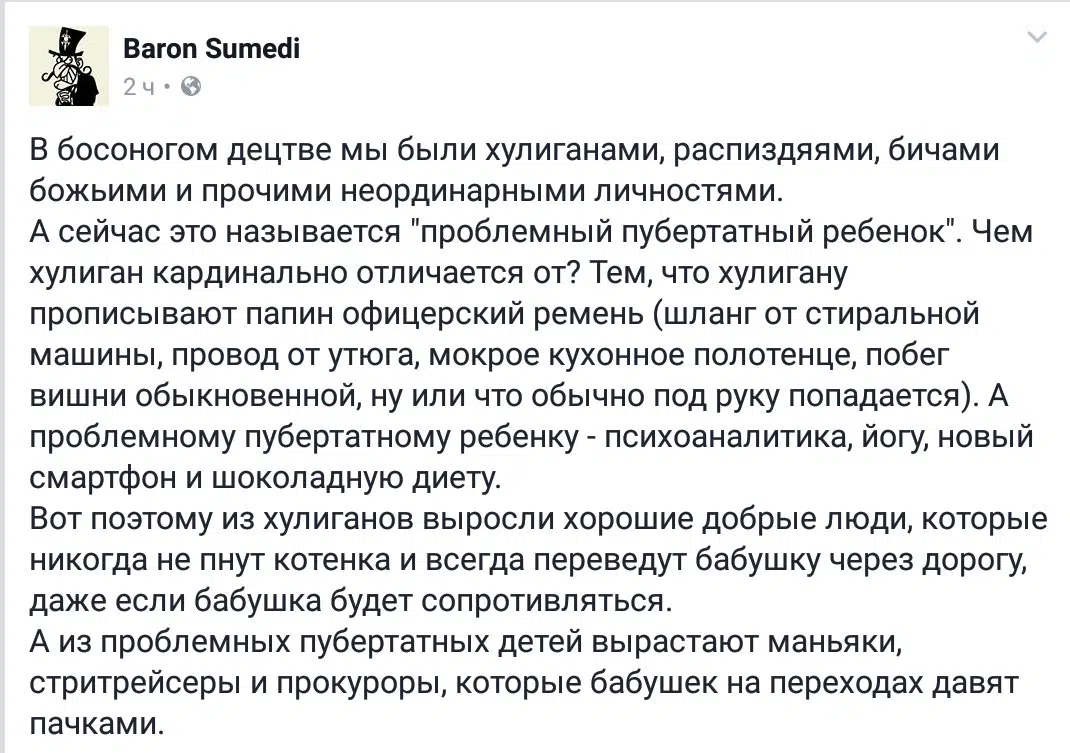 Baron Sumedi
2 ч •
В босоногом децтве мы были хулиганами, распиздяями, бичами
божьими и прочими неординарными личностями.
А сейчас это называется "проблемный пубертатный ребенок". Чем
хулиган кардинально отличается от? Тем, что хулигану
прописывают папин офицерский ремень (шланг от стиральной
машины, провод от утюга, мокрое кухонное полотенце, побег
вишни обыкновенной, ну или что обычно под руку попадается). А
проблемному пубертатному ребенку - психоаналитика, йогу, новый
смартфон и шоколадную диету.
Вот поэтому из хулиганов выросли хорошие добрые люди, которые
никогда не пнут котенка и всегда переведут бабушку через дорогу,
даже если бабушка будет сопротивляться.
А из проблемных пубертатных детей вырастают маньяки,
стритрейсеры и прокуроры, которые бабушек на переходах давят
пачками.